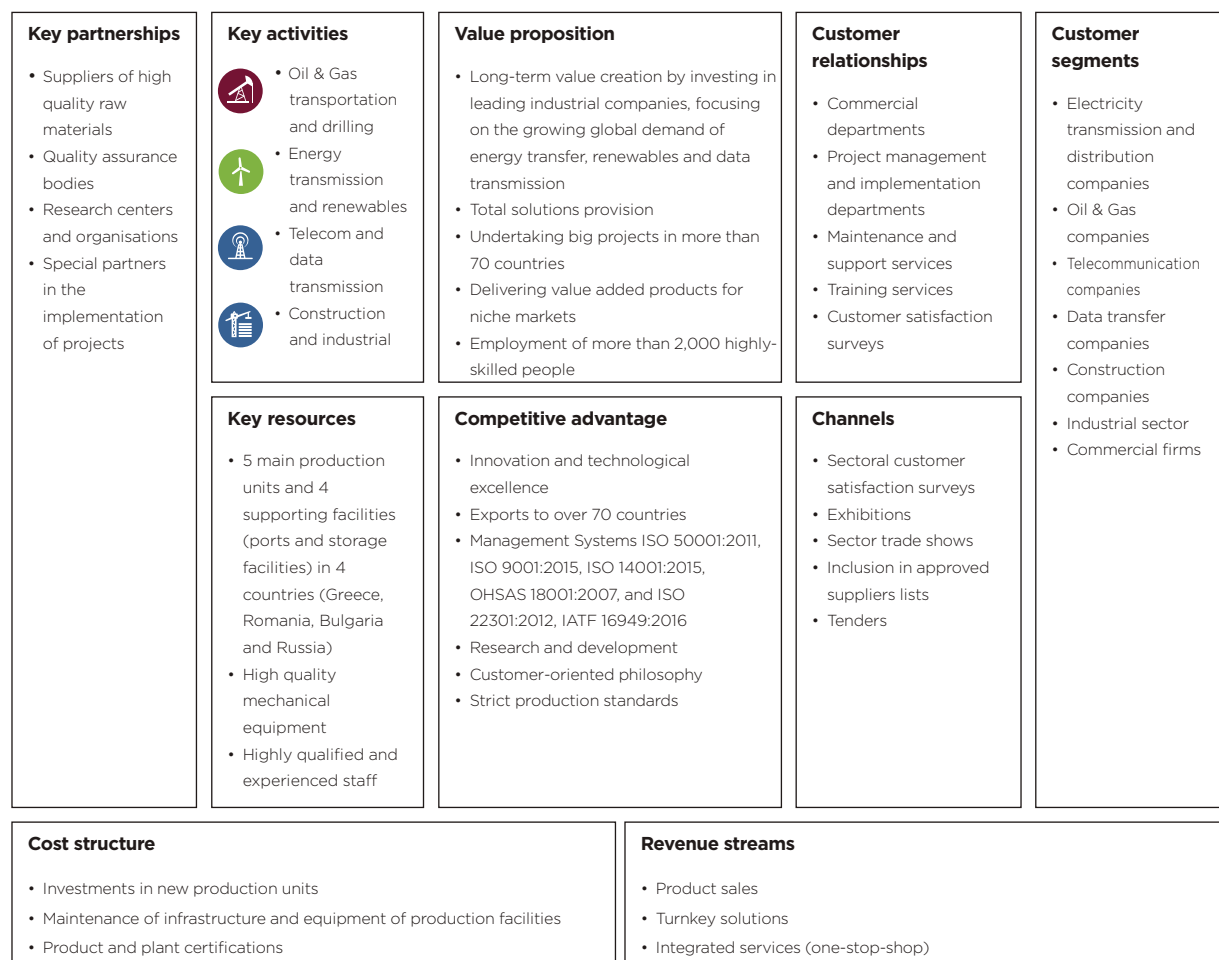 Key partnerships
• Suppliers of high
quality raw
materials
• Quality assurance
bodies
• Research centers
and organisations
• Special partners
in the
implementation
of projects
Key activities
• Oil & Gas
transportation
and drilling
• Energy
transmission
and renewables
• Telecom and
data
transmission
• Construction
and industrial
Value proposition
• Long-term value creation by investing in
leading industrial companies, focusing
on the growing global demand of
energy transfer, renewables and data
transmission
• Total solutions provision
• Undertaking big projects in more than
70 countries
• Delivering value added products for
niche markets
• Employment of more than 2,000 highly-
skilled people
Customer
relationships
• Commercial
departments
• Project management
and implementation
departments
• Maintenance and
support services
• Training services
• Customer satisfaction
surveys
Customer
segments
• Electricity
transmission and
distribution
companies
• Oil & Gas
companies
• Telecommunication
companies
• Data transfer
companies
• Construction
companies
• Industrial sector
• Commercial firms
Key resources
• 5 main production
units and 4
supporting facilities
(ports and storage
facilities) in 4
countries (Greece,
Romania, Bulgaria
and Russia)
• High quality
mechanical
equipment
• Highly qualified and
experienced staff
Competitive advantage
• Innovation and technological
excellence
• Exports to over 70 countries
• Management Systems ISO 50001:2011,
ISO 9001:2015, ISO 14001:2015,
OHSAS 18001:2007, and ISO
22301:2012, IATF 16949:2016
• Research and development
• Customer-oriented philosophy
• Strict production standards
Channels
• Sectoral customer
satisfaction surveys
• Exhibitions
• Sector trade shows
• Inclusion in approved
suppliers lists
• Tenders
Cost structure
• Investments in new production units
• Maintenance of infrastructure and equipment of production facilities
• Product and plant certifications
Revenue streams
• Product sales
• Turnkey solutions
• Integrated services (one-stop-shop)